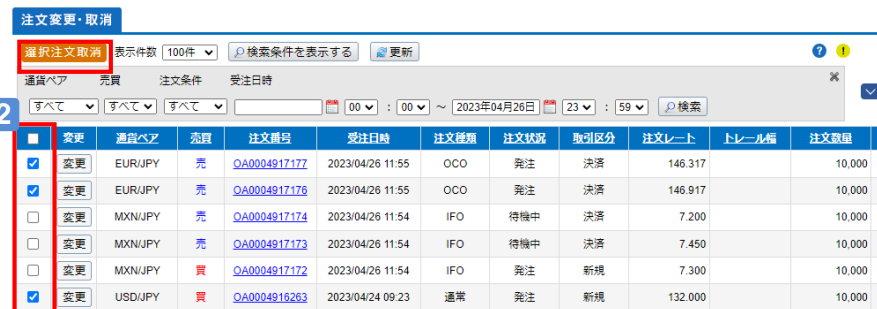 注文変更・取消
選択注文取消 表示件数 100件 検索条件を表示する 更新 ? !
通貨ペア 売買 注文条件 受注日時
すべて すべて すべて 00 : 00 ～ 2023年04月26日 23 : 59 検索
2
変更 通貨ペア 売買 注文番号 受注日時 注文種類 注文状況 取引区分 注文レート トレール幅 注文数量
変更 EUR/JPY 売 OA0004917177 2023/04/26 11:55 OCO 発注 決済 146.317 10,000
変更 EUR/JPY 売 OA0004917176 2023/04/26 11:55 OCO 発注 決済 146.917 10,000
変更 MXN/JPY 売 OA0004917174 2023/04/26 11:54 IFO 待機中 決済 7.200 10,000
変更 MXN/JPY 売 OA0004917173 2023/04/26 11:54 IFO 待機中 決済 7.450 10,000
変更 MXN/JPY 買 OA0004917172 2023/04/26 11:54 IFO 発注 新規 7.300 10,000
変更 USD/JPY 買 OA0004916263 2023/04/24 09:23 通常 発注 新規 132.000 10,000